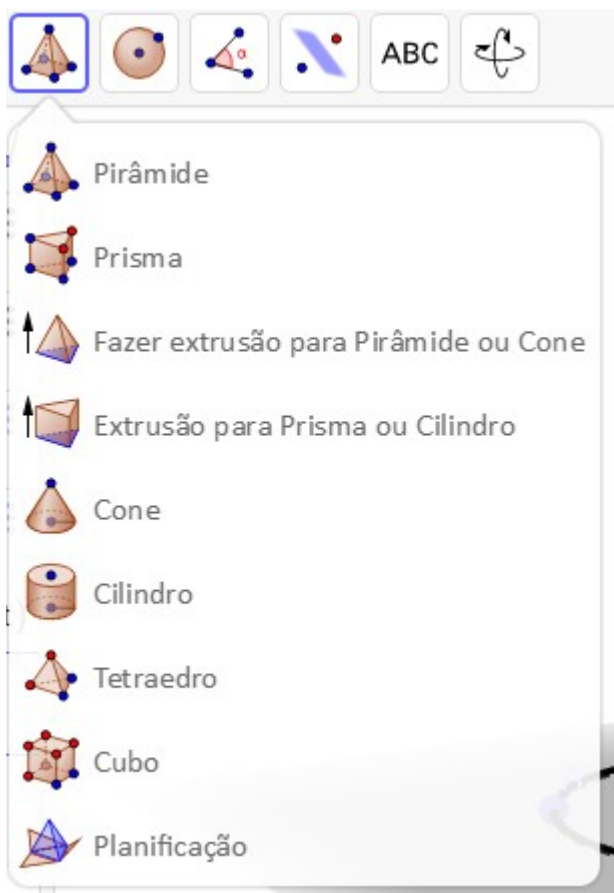 ABC
Pirâmide
Prisma
Fazer extrusão para Pirâmide ou Cone
Extrusão para Prisma ou Cilindro
Cone
Cilindro
Tetraedro
Cubo
Planificação